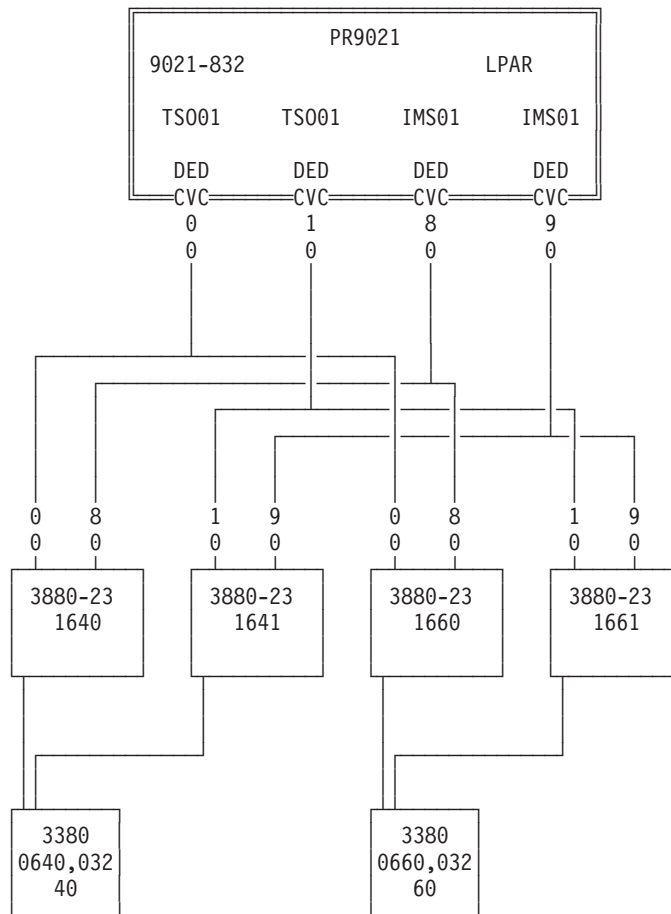 PR9021
9021-832 LPAR
TSO01 TSO01 IMS01 IMS01
DED DED DED DED
CVC CVC CVC CVC
0 1 8 9
0 0 0 0
0 8 1 9 0 8 1 9
0 0 0 0 0 0 0 0
3880-23 3880-23 3880-23 3880-23
1640 1641 1660 1661
3380 3380
0640,032 0660,032
40 60